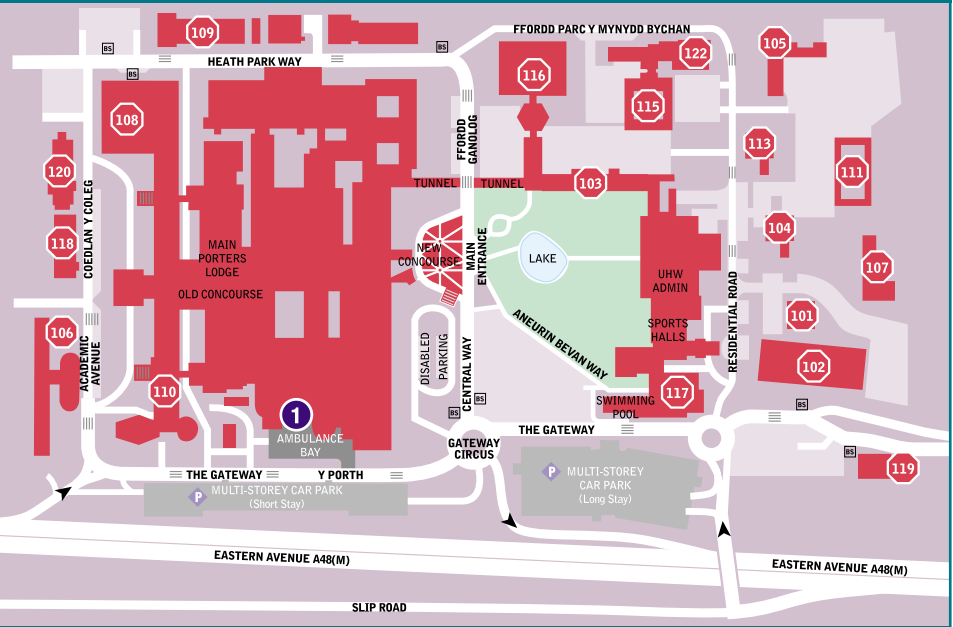 FFORDD PARC Y MYNYDD BYCHAN
109
BS
BS
BS
HEATH PARK WAY
122
105
116
115
108
FFORDD
GANOLOG
113
120
111
TUNNEL
TUNNEL
103
COEDLAN Y COLEG
118
104
MAIN
PORTERS
LODGE
NEW
CONCOURSE
MAIN
ENTRANCE
LAKE
107
OLD CONCOURSE
UHW
ADMIN
101
106
ACADEMIC
AVENUE
DISABLED
PARKING
CENTRAL WAY
ANEURIN BEVAN WAY
SPORTS
HALLS
RESIDENTIAL ROAD
102
110
117
SWIMMING
POOL
BS
BS
BS
1
AMBULANCE
BAY
GATEWAY
CIRCUS
THE GATEWAY
BS
119
THE GATEWAY
Y PORTH
P
MULTI-STOREY CAR PARK
(Short Stay)
P
MULTI-STOREY
CAR PARK
(Long Stay)
EASTERN AVENUE A48(M)
EASTERN AVENUE A48(M)
SLIP ROAD